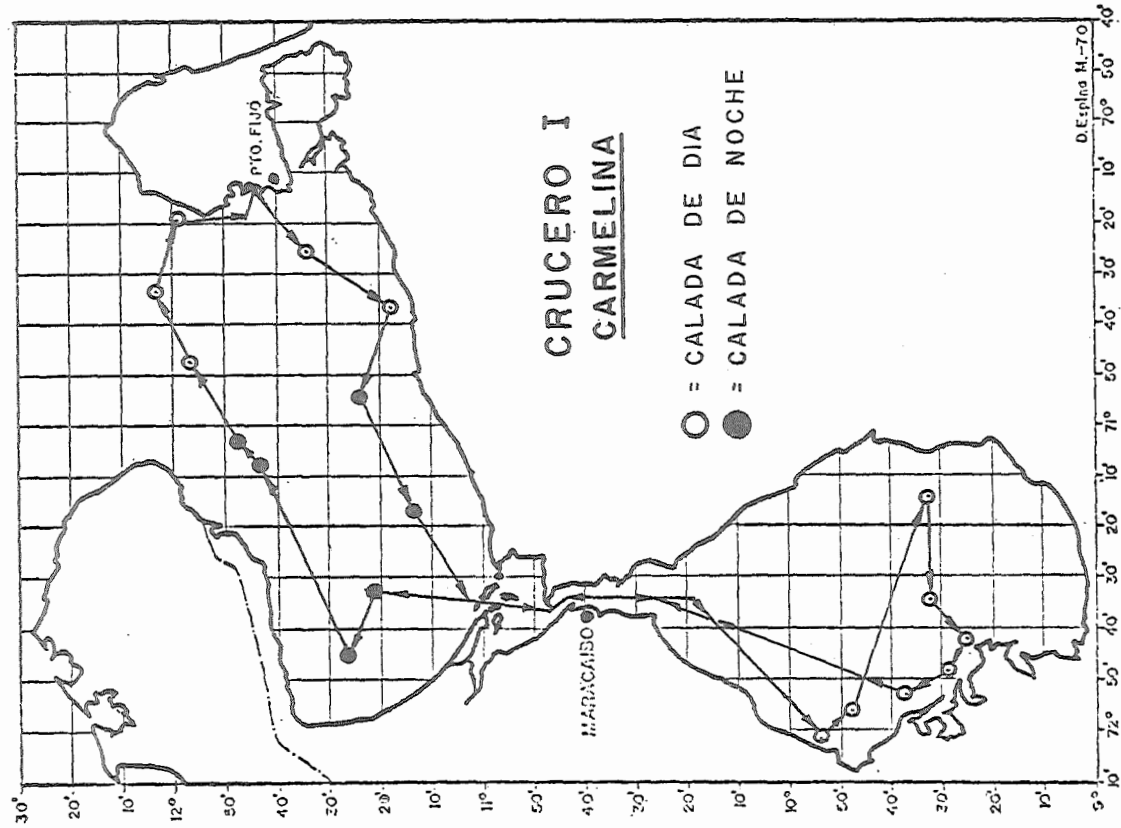 30' 20' 10' 12° 50' 40' 30' 20' 10' 11° 50' 40' 30' 20' 10' 10° 50' 40' 30' 20' 10' 9°
PTO. FIJO
CRUCERO I
CARMELINA
= CALADA DE DIA
= CALADA DE NOCHE
MARACAIBO
D. Espina M.-70
10' 72° 50' 40' 30' 20' 10' 71° 50' 40' 30' 20' 10' 70° 50' 40'